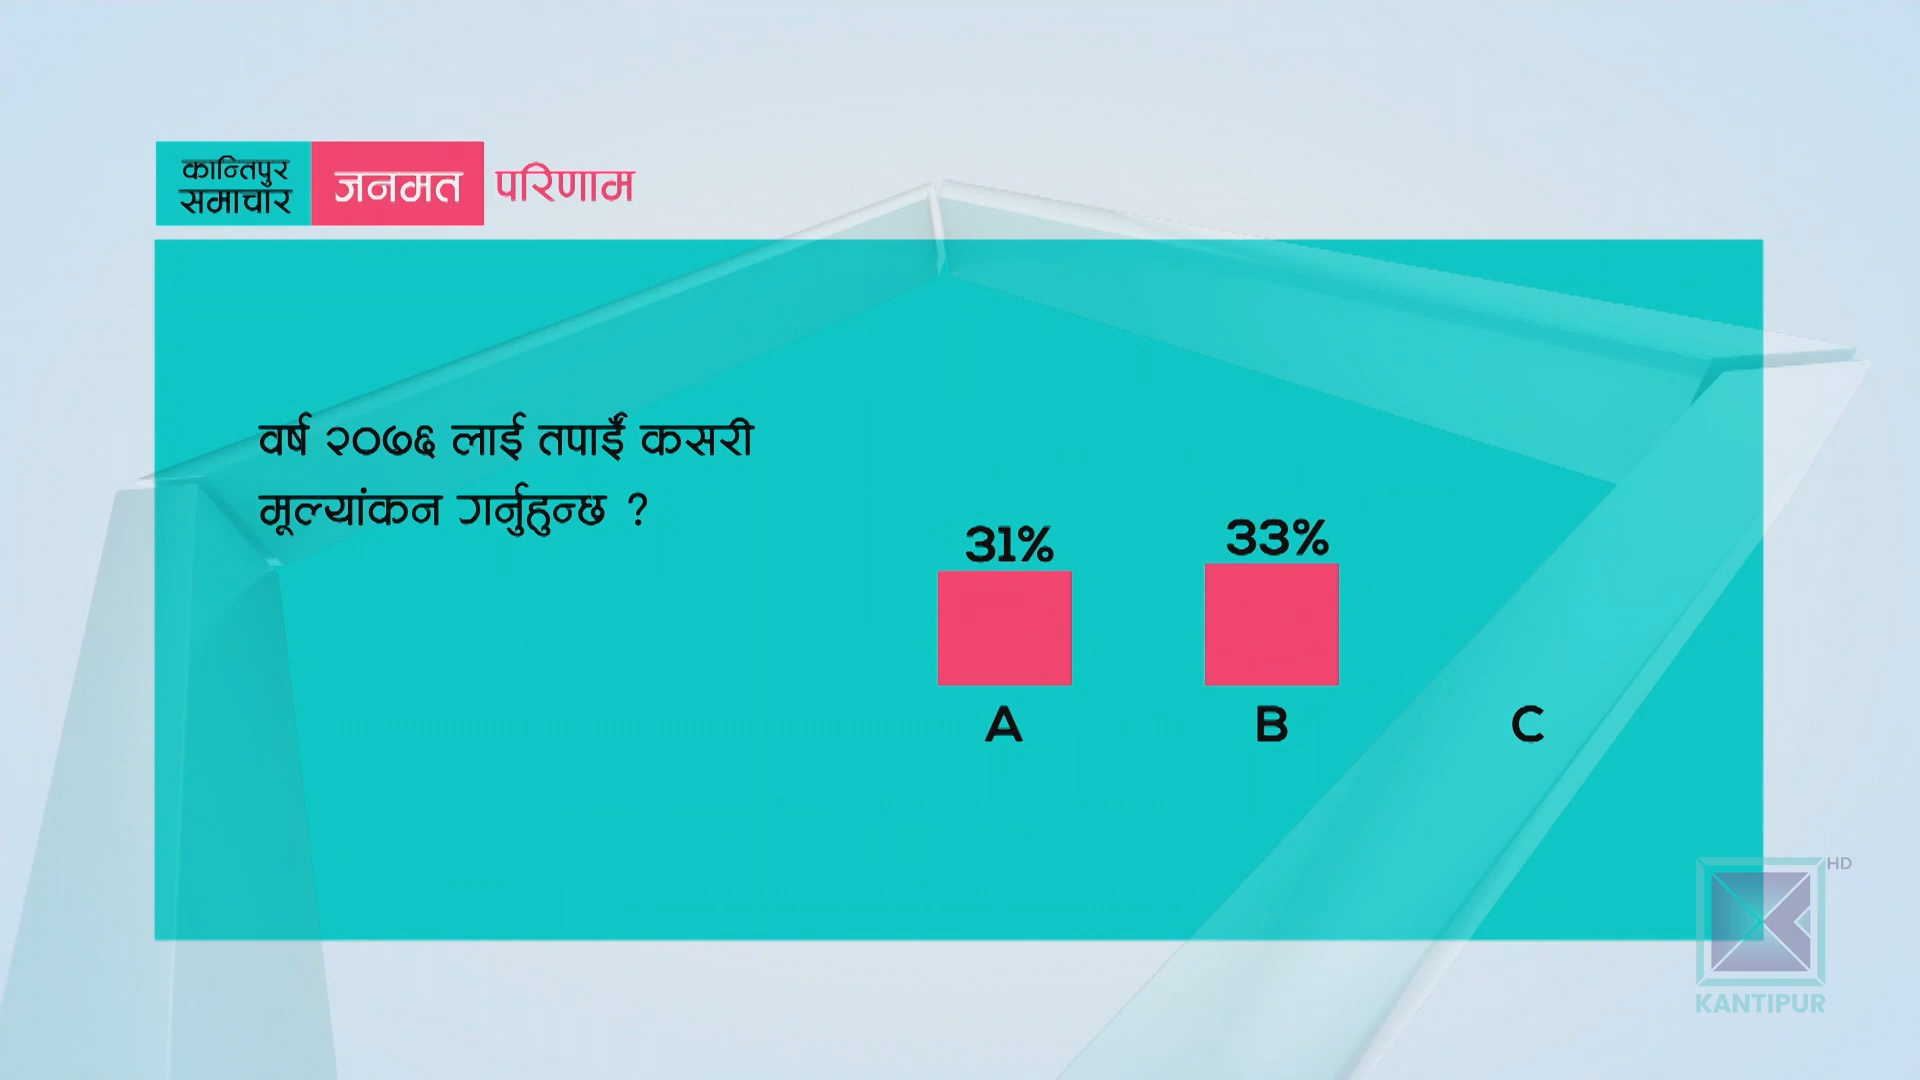 कान्तिपुर
समाचार
जनमत परिणाम
वर्ष २०७६ लाई तपाईँ कसरी
मूल्यांकन गर्नुहुन्छ ?
31% 33%
A B C
HD
KANTIPUR